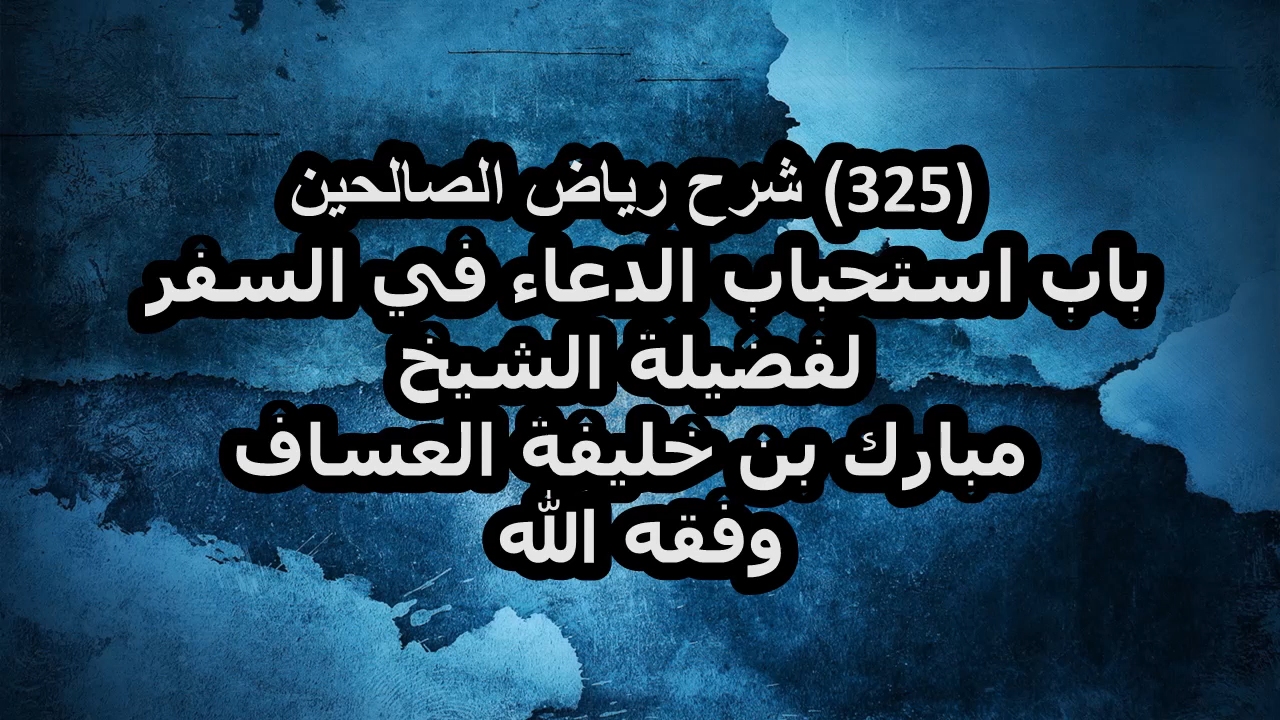 (325) شرح رياض الصالحين
باب استحباب الدعاء في السفر
لفضيلة الشيخ
مبارك بن خليفة العساف
وفقه الله